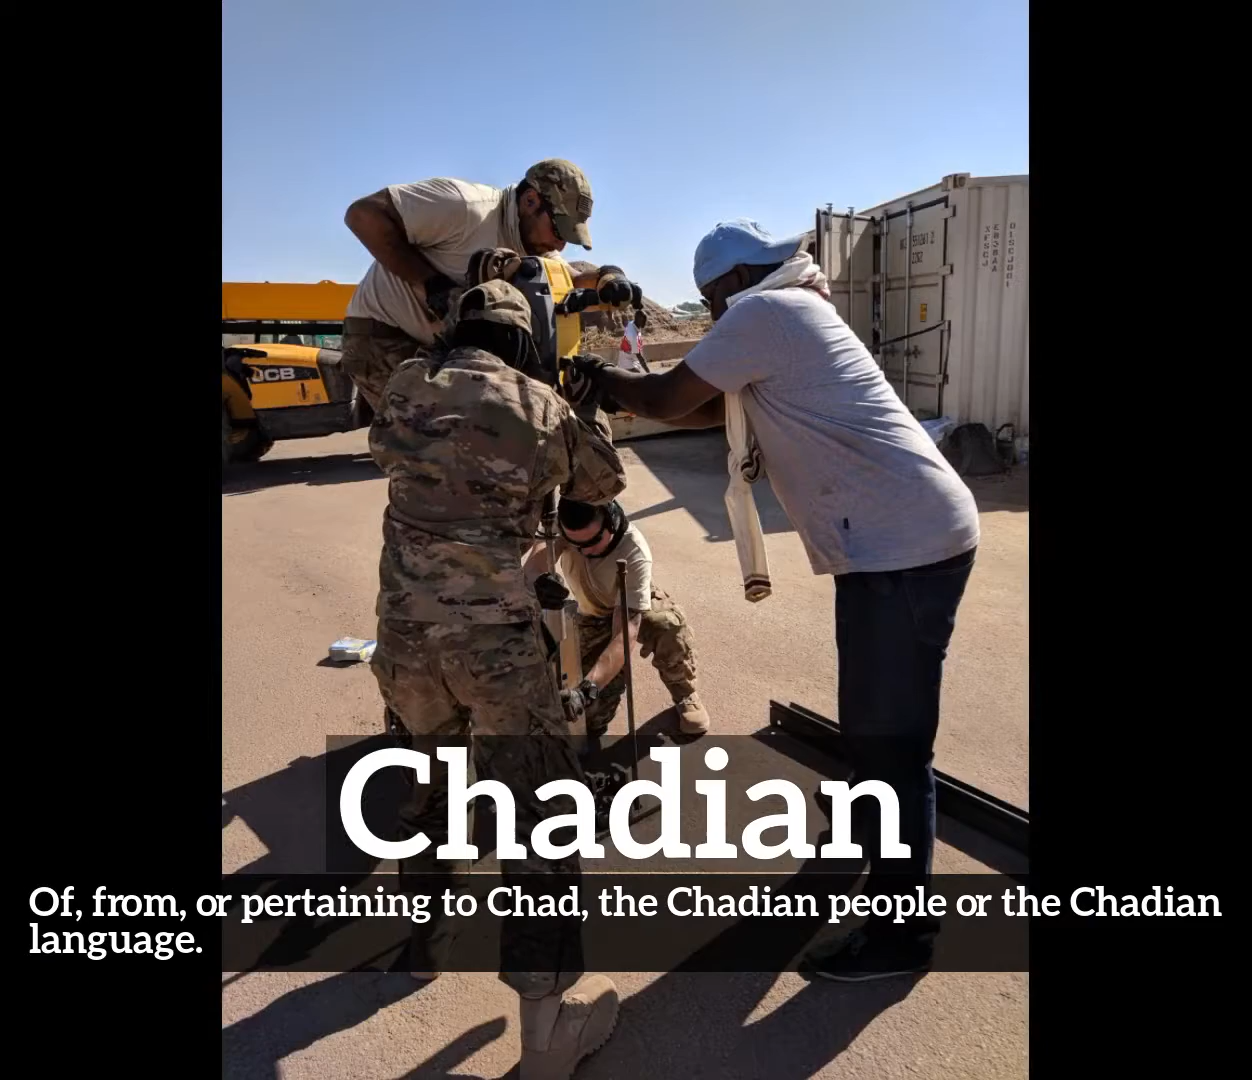 JCB
Chadian
Of, from, or pertaining to Chad, the Chadian people or the Chadian
language.